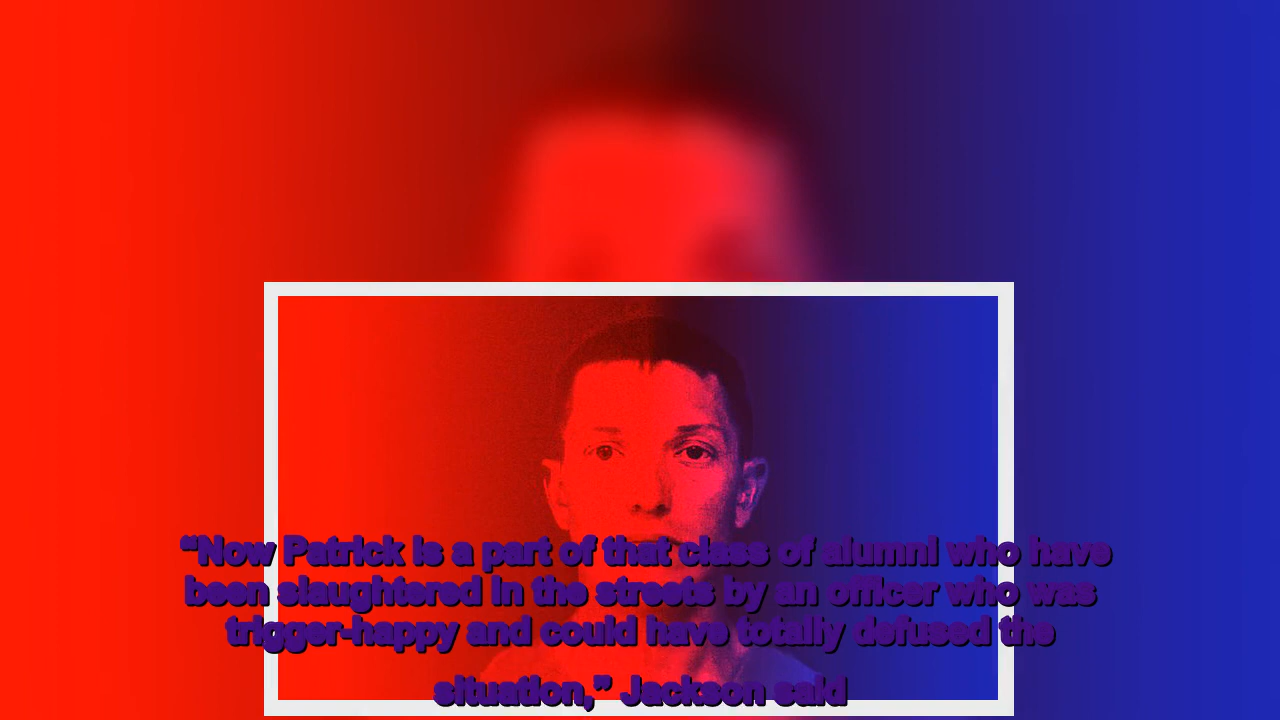 “Now Patrick is a part of that class of alumni who have
been slaughtered in the streets by an officer who was
trigger-happy and could have totally defused the
situation,” Jackson said